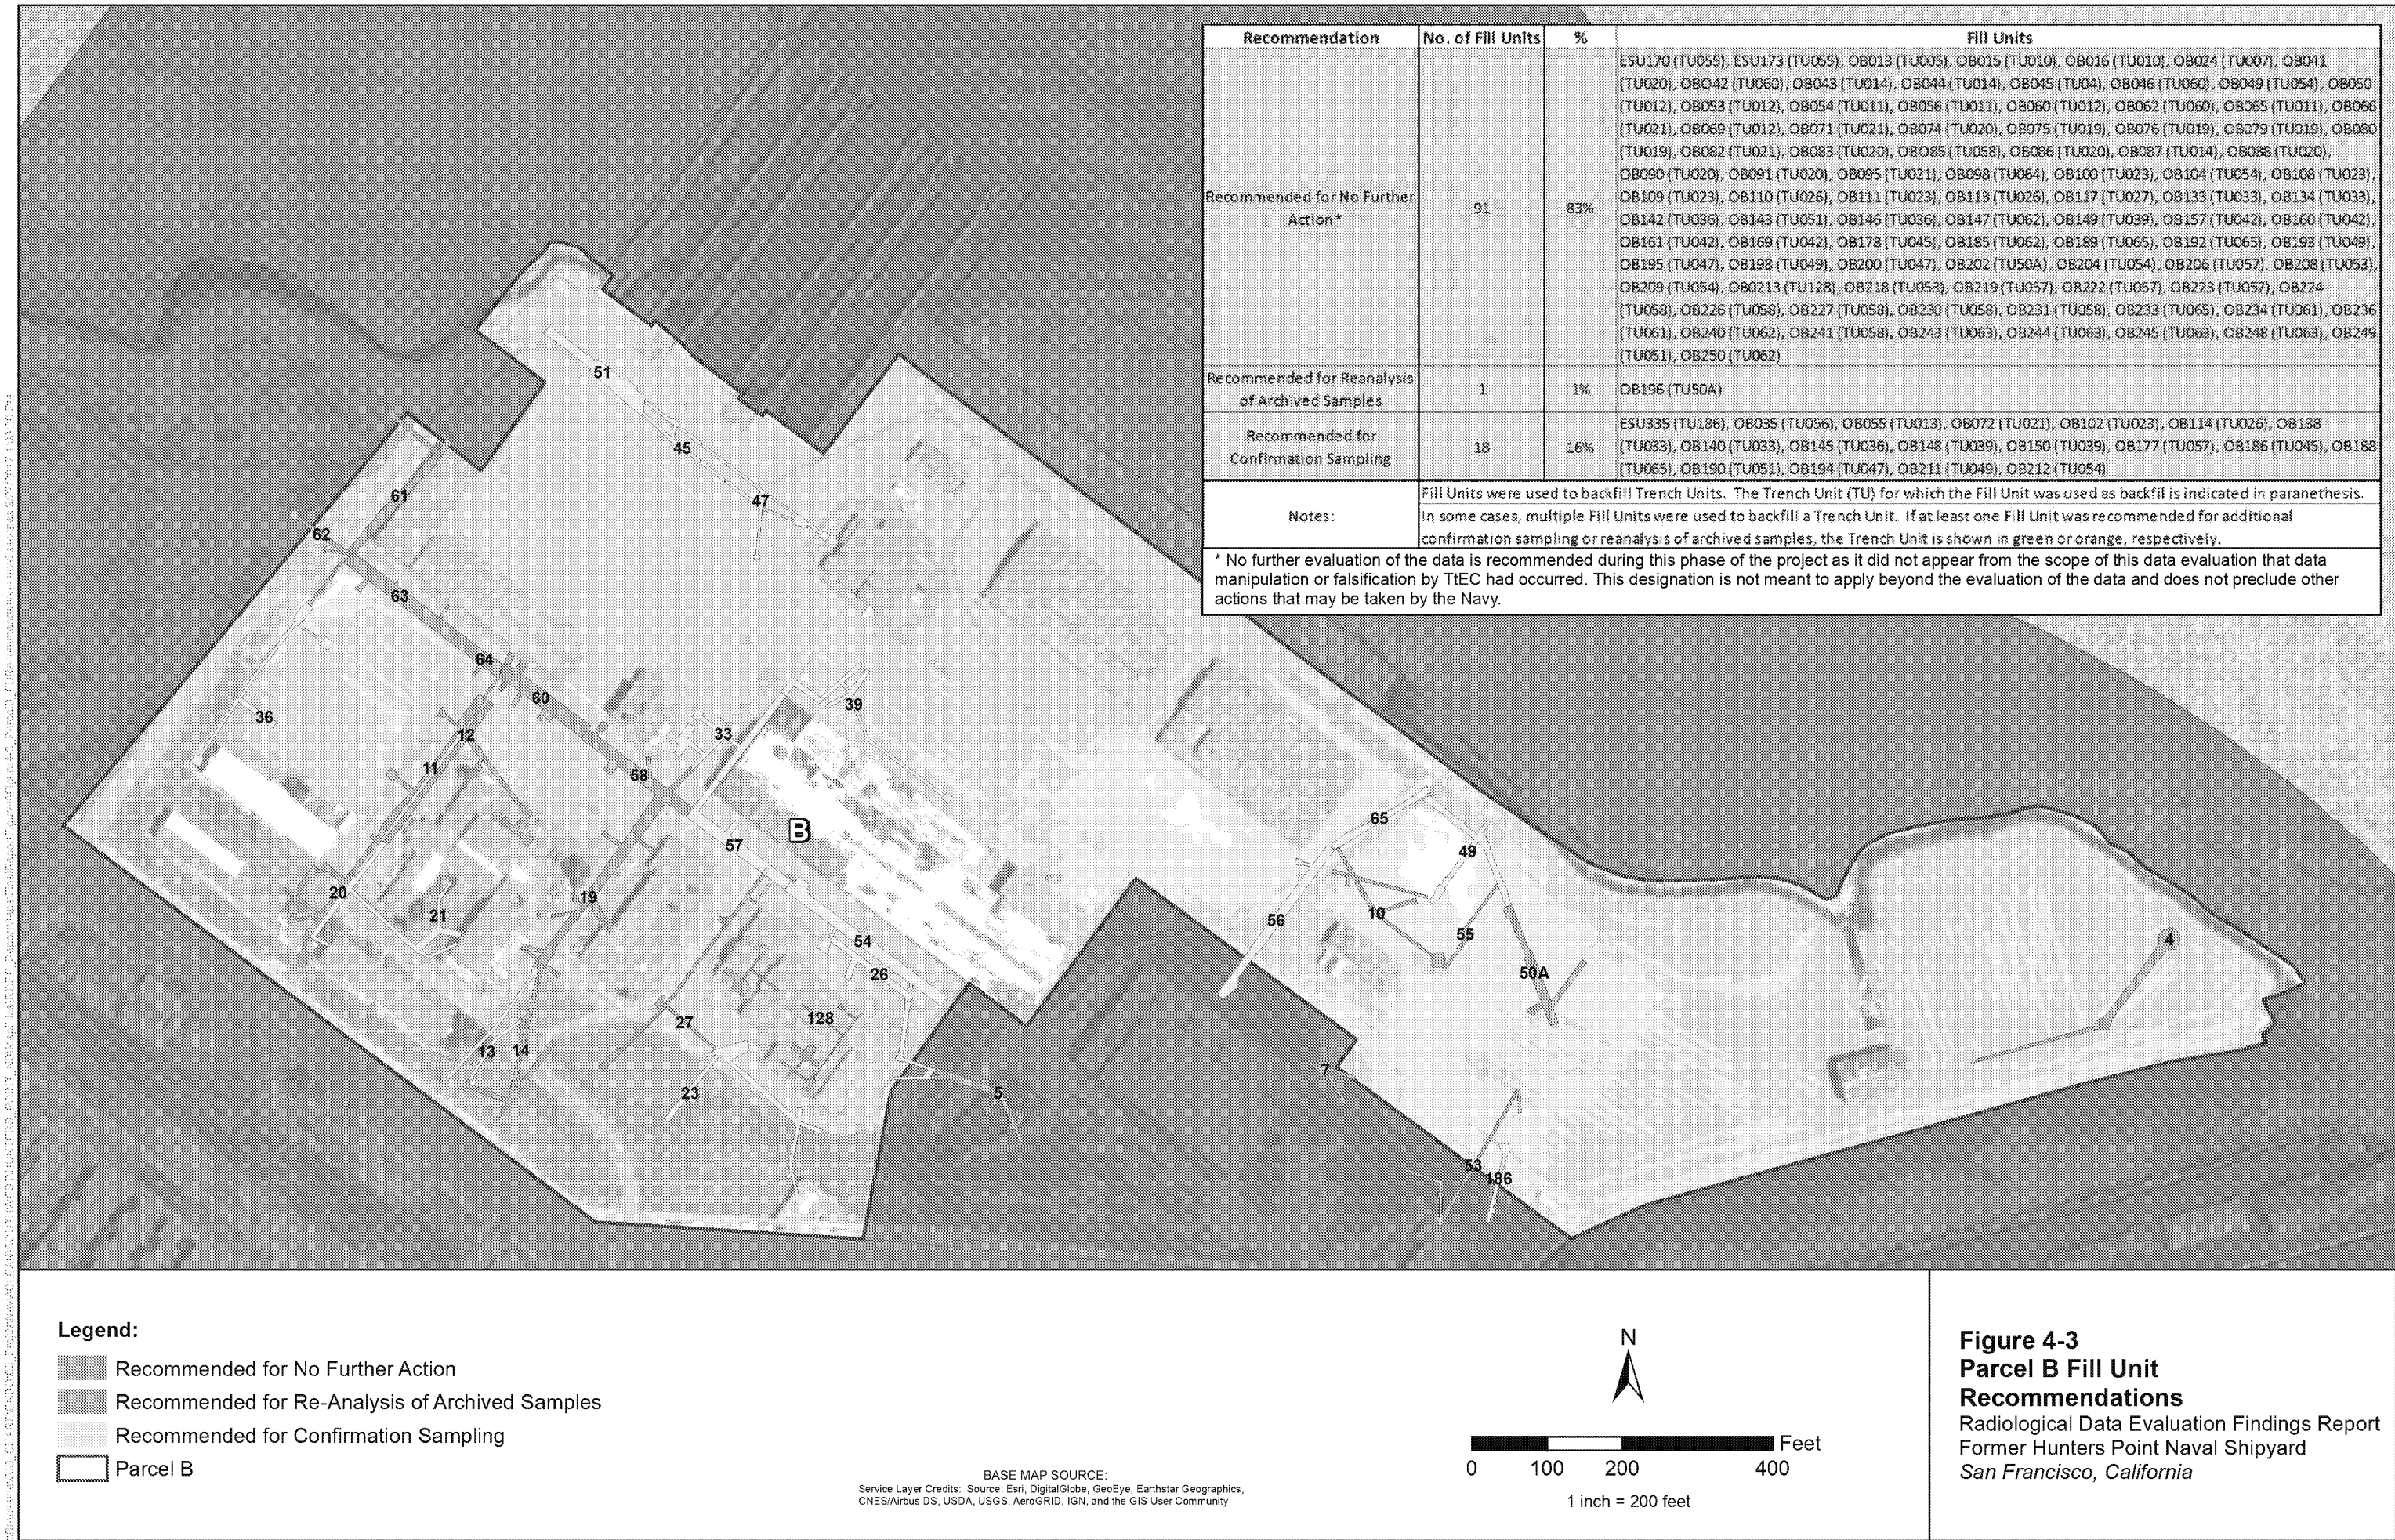 Recommendation No. of Fill Units % Fill Units
Recommended for No Further Action* 91 83%
ESU170 (TU055), ESU173 (TU055), OB013 (TU005), OB015 (TU010), OB016 (TU010), OB024 (TU007), OB041
(TU020), OBO42 (TU060), OB043 (TU014), OB044 (TU014), OB045 (TU04), OB046 (TU060), OB049 (TU054), OB050
(TU012), OB053 (TU012), OB054 (TU011), OB056 (TU011), OB060 (TU012), OB062 (TU060), OB065 (TU011), OB066
(TU021), OB069 (TU012), OB071 (TU021), OB074 (TU020), OB075 (TU019), OB076 (TU019), OB079 (TU019), OB080
(TU019), OB082 (TU021), OB083 (TU020), OBO85 (TU058), OB086 (TU020), OB087 (TU014), OB088 (TU020),
OB090 (TU020), OB091 (TU020), OB095 (TU021), OB098 (TU064), OB100 (TU023), OB104 (TU054), OB108 (TU023),
OB109 (TU023), OB110 (TU026), OB111 (TU023), OB113 (TU026), OB117 (TU027), OB133 (TU033), OB134 (TU033),
OB142 (TU036), OB143 (TU051), OB146 (TU036), OB147 (TU062), OB149 (TU039), OB157 (TU042), OB160 (TU042),
OB161 (TU042), OB169 (TU042), OB178 (TU045), OB185 (TU062), OB189 (TU065), OB192 (TU065), OB193 (TU049),
OB195 (TU047), OB198 (TU049), OB200 (TU047), OB202 (TU50A), OB204 (TU054), OB206 (TU057), OB208 (TU053),
OB209 (TU054), OB0213 (TU128), OB218 (TU053), OB219 (TU057), OB222 (TU057), OB223 (TU057), OB224
(TU058), OB226 (TU058), OB227 (TU058), OB230 (TU058), OB231 (TU058), OB233 (TU065), OB234 (TU061), OB236
(TU061), OB240 (TU062), OB241 (TU058), OB243 (TU063), OB244 (TU063), OB245 (TU063), OB248 (TU063), OB249
(TU051), OB250 (TU062)
Recommended for Reanalysis
of Archived Samples 1 1% OB196 (TU50A)
Recommended for
Confirmation Sampling 18 16%
ESU335 (TU186), OB035 (TU056), OB055 (TU013), OB072 (TU021), OB102 (TU023), OB114 (TU026), OB138
(TU033), OB140 (TU033), OB145 (TU036), OB148 (TU039), OB150 (TU039), OB177 (TU057), OB186 (TU045), OB188
(TU065), OB190 (TU051), OB194 (TU047), OB211 (TU049), OB212 (TU054)
Notes:
Fill Units were used to backfill Trench Units. The Trench Unit (TU) for which the Fill Unit was used as backfil is indicated in paranethesis.
In some cases, multiple Fill Units were used to backfill a Trench Unit. If at least one Fill Unit was recommended for additional
confirmation sampling or reanalysis of archived samples, the Trench Unit is shown in green or orange, respectively.
* No further evaluation of the data is recommended during this phase of the project as it did not appear from the scope of this data evaluation that data
manipulation or falsification by TtEC had occurred. This designation is not meant to apply beyond the evaluation of the data and does not preclude other
actions that may be taken by the Navy.
51
45
47
61
62
63
64
60
36
12
11
33
39
58
B
57
65
49
20
21
19
56
10
55
54
26
50A
4
128
27
13
14
23
5
7
53
186
Legend:
Recommended for No Further Action
Recommended for Re-Analysis of Archived Samples
Recommended for Confirmation Sampling
Parcel B
BASE MAP SOURCE:
Service Layer Credits: Source: Esri, DigitalGlobe, GeoEye, Earthstar Geographics,
CNES/Airbus DS, USDA, USGS, AeroGRID, IGN, and the GIS User Community
N
Feet
0 100 200 400
1 inch = 200 feet
Figure 4-3
Parcel B Fill Unit
Recommendations
Radiological Data Evaluation Findings Report
Former Hunters Point Naval Shipyard
San Francisco, California